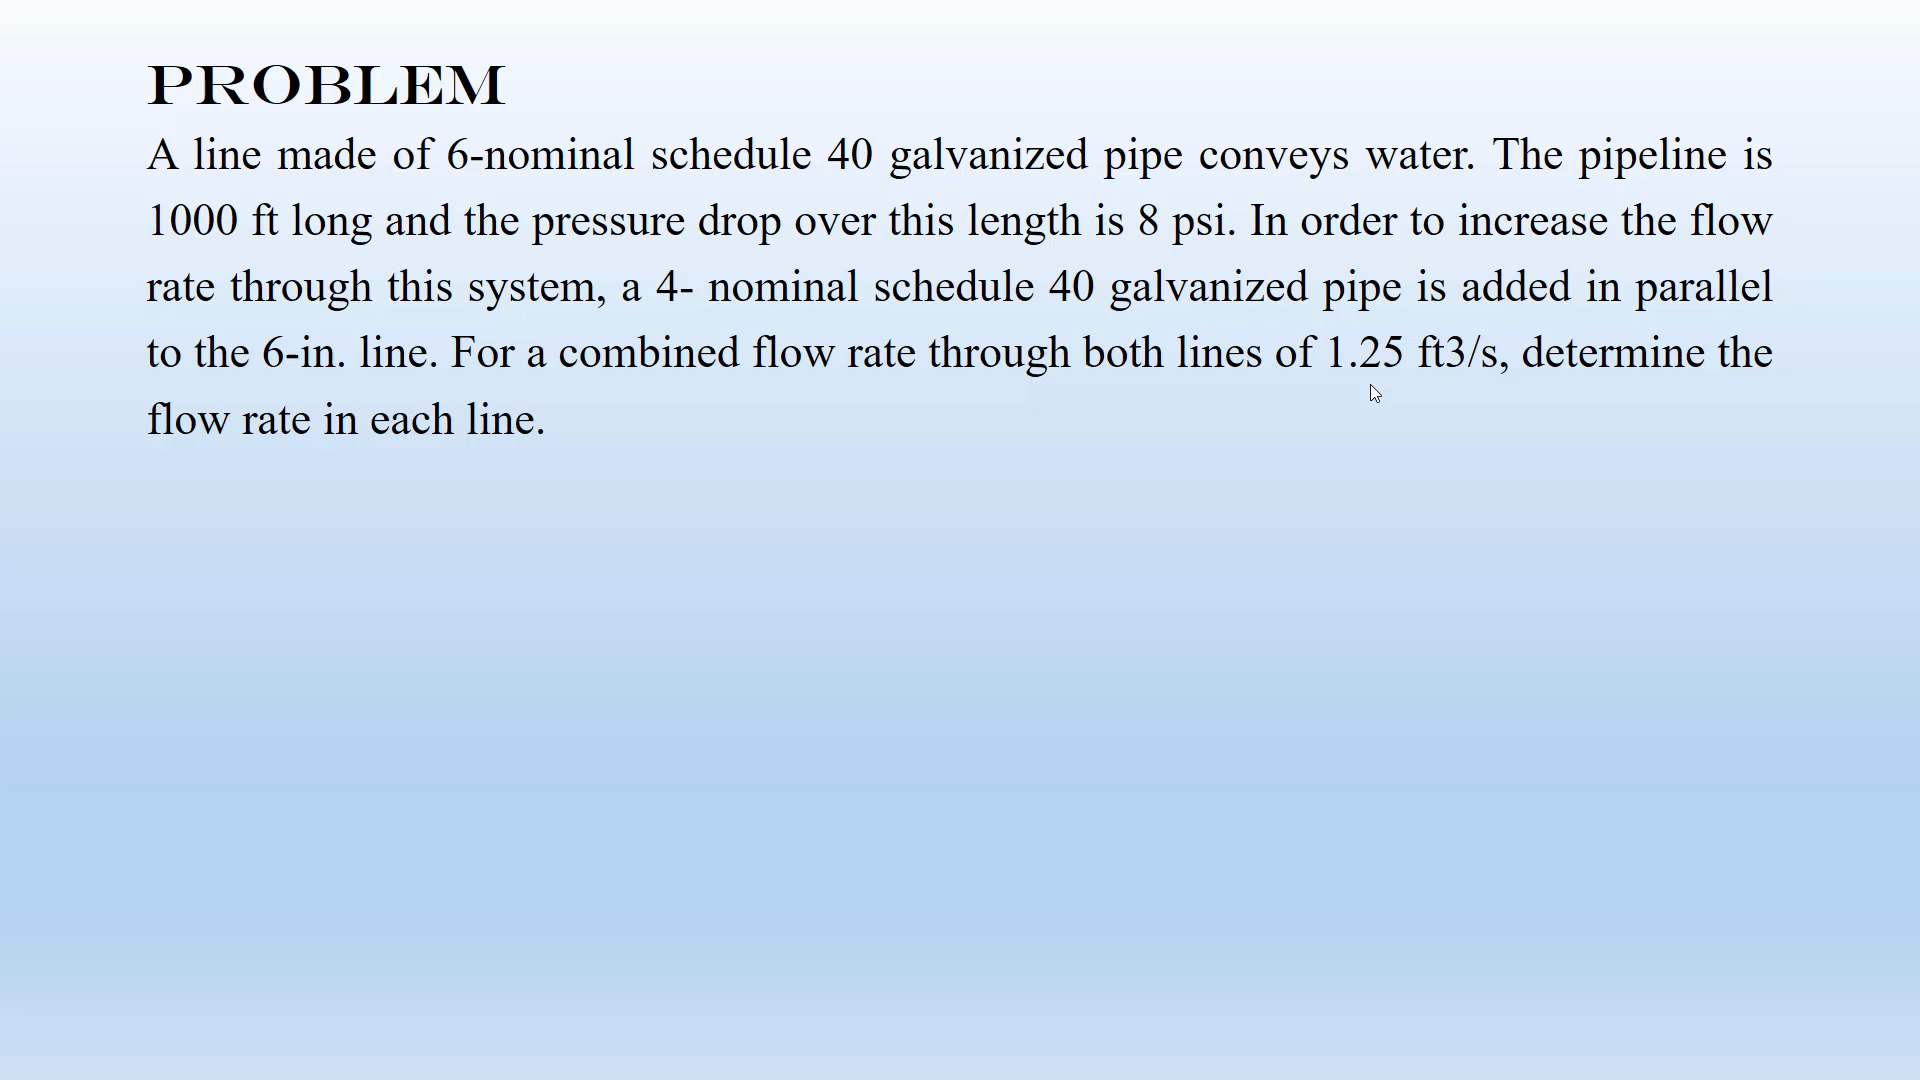 PROBLEM
A line made of 6-nominal schedule 40 galvanized pipe conveys water. The pipeline is
1000 ft long and the pressure drop over this length is 8 psi. In order to increase the flow
rate through this system, a 4- nominal schedule 40 galvanized pipe is added in parallel
to the 6-in. line. For a combined flow rate through both lines of 1.25 ft3/s, determine the
flow rate in each line.